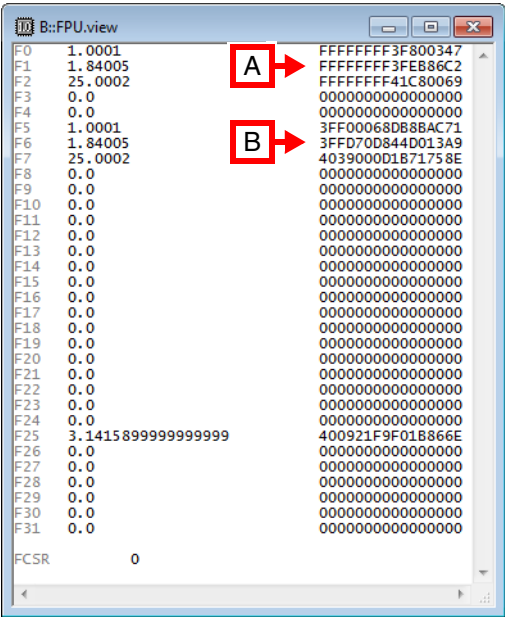 B::FPU.view
F0 1.0001 FFFFFFFF3F800347
F1 1.84005 A FFFFFFFF3FEB86C2
F2 25.0002 FFFFFFFF41C80069
F3 0.0 0000000000000000
F4 0.0 0000000000000000
F5 1.0001 3FF00068DB8BAC71
F6 1.84005 B 3FFD70D844D013A9
F7 25.0002 4039000D1B71758E
F8 0.0 0000000000000000
F9 0.0 0000000000000000
F10 0.0 0000000000000000
F11 0.0 0000000000000000
F12 0.0 0000000000000000
F13 0.0 0000000000000000
F14 0.0 0000000000000000
F15 0.0 0000000000000000
F16 0.0 0000000000000000
F17 0.0 0000000000000000
F18 0.0 0000000000000000
F19 0.0 0000000000000000
F20 0.0 0000000000000000
F21 0.0 0000000000000000
F22 0.0 0000000000000000
F23 0.0 0000000000000000
F24 0.0 0000000000000000
F25 3.1415899999999999 400921F9F01B866E
F26 0.0 0000000000000000
F27 0.0 0000000000000000
F28 0.0 0000000000000000
F29 0.0 0000000000000000
F30 0.0 0000000000000000
F31 0.0 0000000000000000
FCSR 0